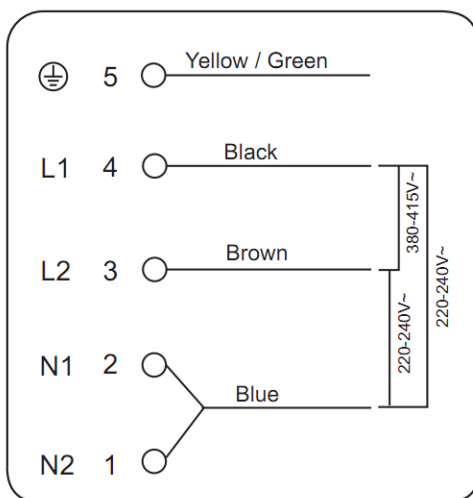 5 Yellow / Green
L1 4 Black
380-415V~
220-240V~
L2 3 Brown
220-240V~
N1 2
Blue
N2 1